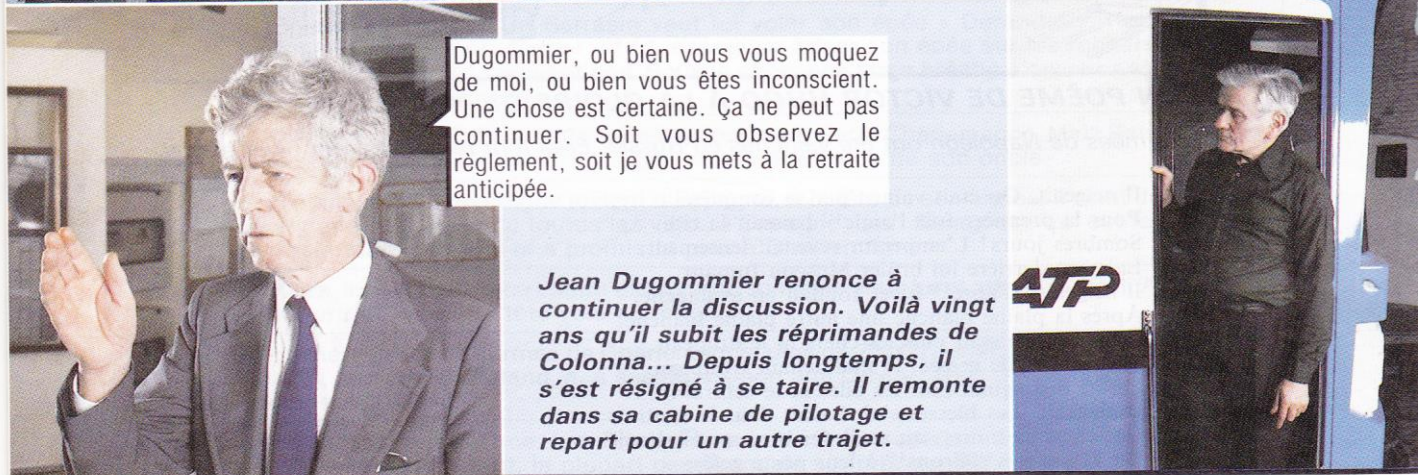 Dugommier, ou bien vous vous moquez
de moi, ou bien vous êtes inconscient.
Une chose est certaine. Ça ne peut pas
continuer. Soit vous observez le
règlement, soit je vous mets à la retraite
anticipée.
Jean Dugommier renonce à
continuer la discussion. Voilà vingt
ans qu'il subit les réprimandes de
Colonna... Depuis longtemps, il
s'est résigné à se taire. Il remonte
dans sa cabine de pilotage et
repart pour un autre trajet.
ATP